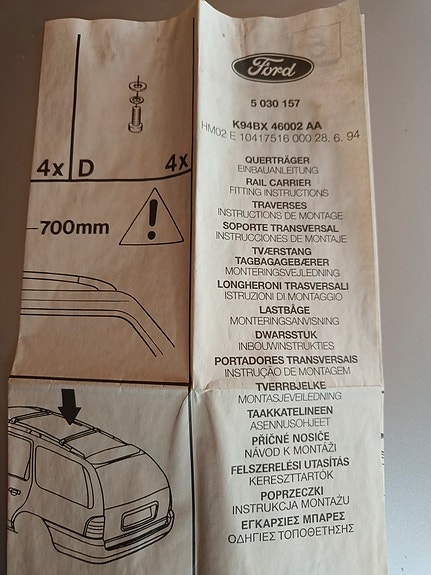 Ford
5 030 157
K94BX 46002 AA
HM02 E 10417516 000 28. 6. 94
QUERTRÄGER
EINBAUANLEITUNG
RAIL CARRIER
FITTING INSTRUCTIONS
TRAVERSES
INSTRUCTIONS DE MONTAGE
SOPORTE TRANSVERSAL
INSTRUCCIONES DE MONTAJE
TVÆRSTANG
TAGBAGAGEBÆRER
MONTERINGSVEJLEDNING
LONGHERONI TRASVERSALI
ISTRUZIONI DI MONTAGGIO
LASTBÅGE
MONTERINGSANVISNING
DWARSSTUK
INBOUWINSTRUKTIES
PORTADORES TRANSVERSAIS
INSTRUÇÃO DE MONTAGEM
TVERRBJELKE
MONTASJEVEILEDNING
TAAKKATELINEEN
ASENNUSOHJEET
PŘÍČNÉ NOSIČE
NÁVOD K MONTÁŽI
FELSZERELÉSI UTASÍTÁS
KERESZTTARTÓK
POPRZECZKI
INSTRUKCJA MONTAŻU
ΕΓΚΑΡΣΙΕΣ ΜΠΑΡΕΣ
ΟΔΗΓΙΕΣ ΤΟΠΟΘΕΤΗΣΗΣ
4x D 4x
700mm
!